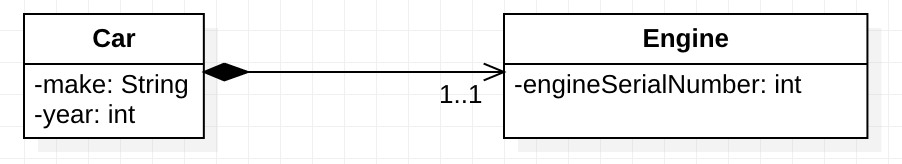 Car
-make: String
-year: int
1..1
Engine
-engineSerialNumber: int